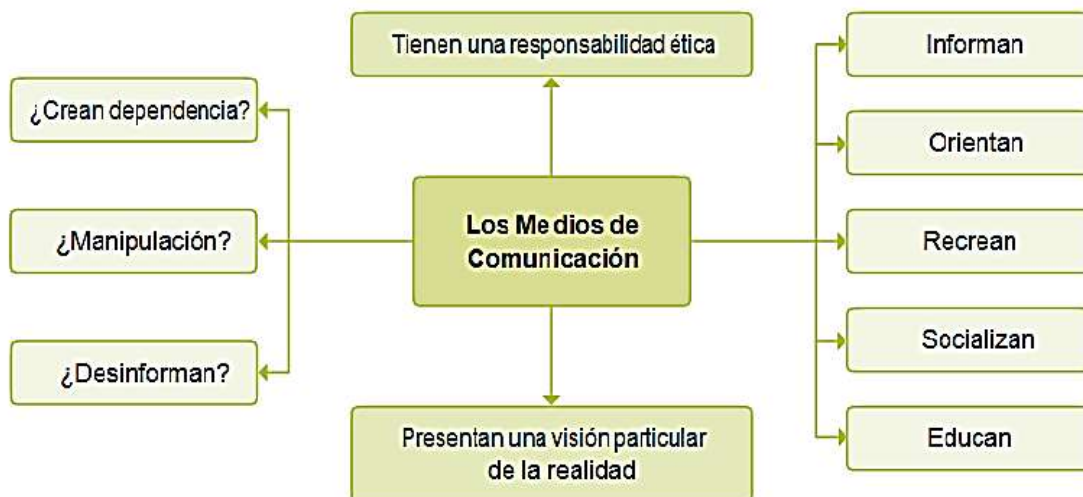 Tienen una responsabilidad ética
Informan
¿Crean dependencia?
Orientan
¿Manipulación?
Los Medios de
Comunicación
Recrean
¿Desinforman?
Socializan
Presentan una visión particular
de la realidad
Educan